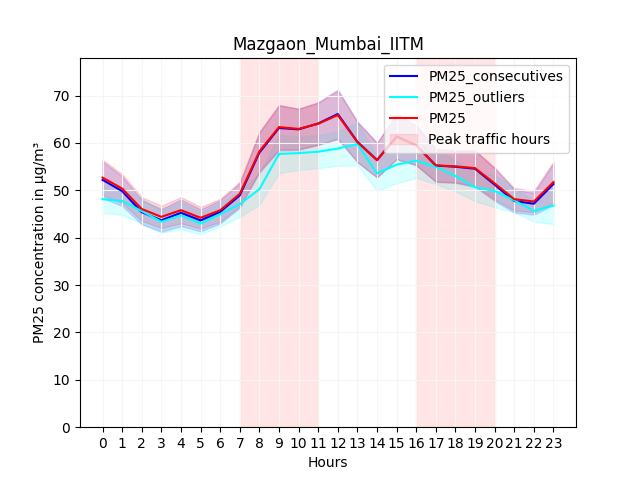 Mazgaon_Mumbai_IITM
PM25_consecutives
PM25_outliers
PM25
Peak traffic hours
PM25 concentration in μg/m³
70
60
50
40
30
20
10
0
0 1 2 3 4 5 6 7 8 9 10 11 12 13 14 15 16 17 18 19 20 21 22 23
Hours